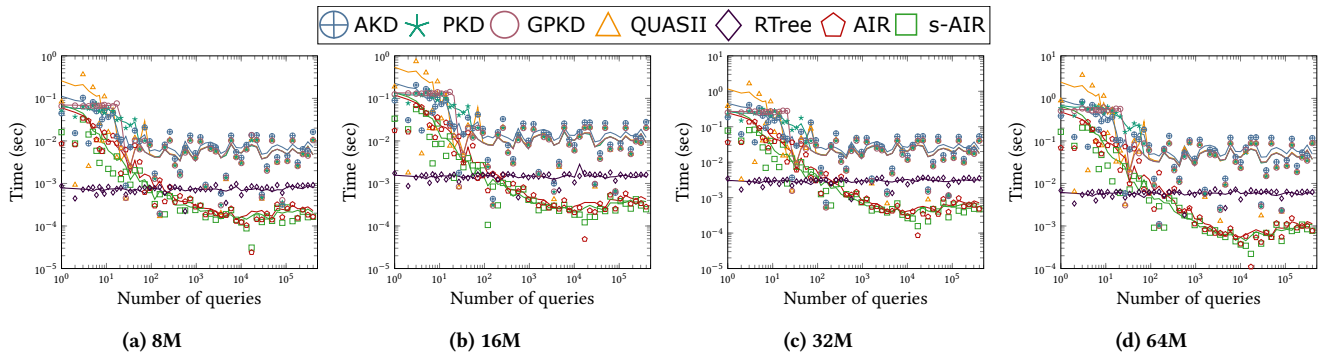 AKD PKD GPKD QUASII RTree AIR s-AIR
Time (sec)
10^0
10^-1
10^-2
10^-3
10^-4
10^-5
10^0 10^1 10^2 10^3 10^4 10^5
Number of queries
(a) 8M
Time (sec)
10^0
10^-1
10^-2
10^-3
10^-4
10^-5
10^0 10^1 10^2 10^3 10^4 10^5
Number of queries
(b) 16M
Time (sec)
10^1
10^0
10^-1
10^-2
10^-3
10^-4
10^-5
10^0 10^1 10^2 10^3 10^4 10^5
Number of queries
(c) 32M
Time (sec)
10^1
10^0
10^-1
10^-2
10^-3
10^-4
10^0 10^1 10^2 10^3 10^4 10^5
Number of queries
(d) 64M